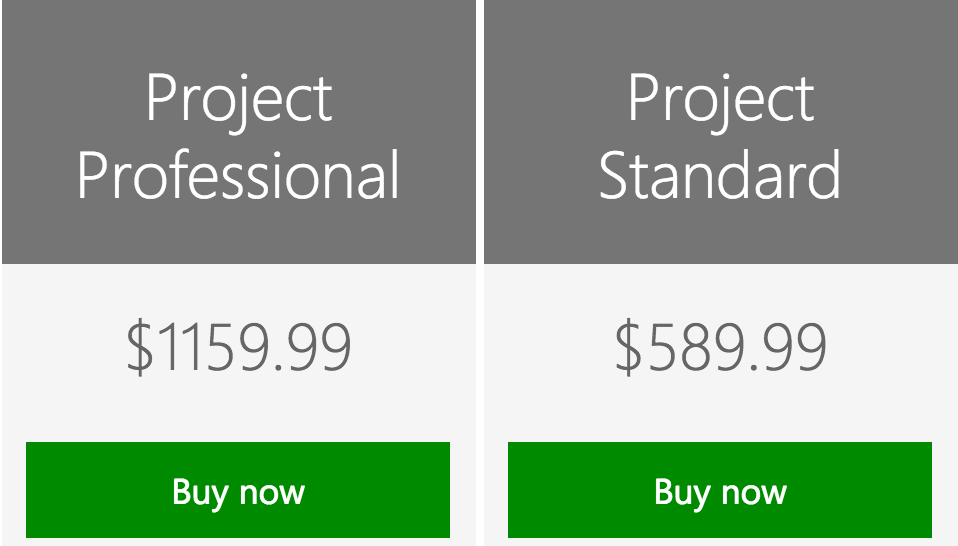 Project
Professional
$1159.99
Buy now
Project
Standard
$589.99
Buy now